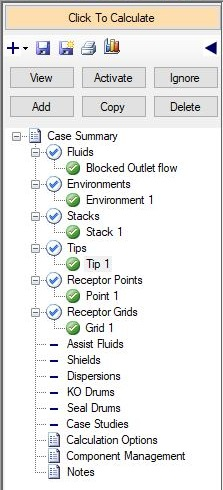 Click To Calculate
View Activate Ignore
Add Copy Delete
Case Summary
Fluids
Blocked Outlet flow
Environments
Environment 1
Stacks
Stack 1
Tips
Tip 1
Receptor Points
Point 1
Receptor Grids
Grid 1
Assist Fluids
Shields
Dispersions
KO Drums
Seal Drums
Case Studies
Calculation Options
Component Management
Notes